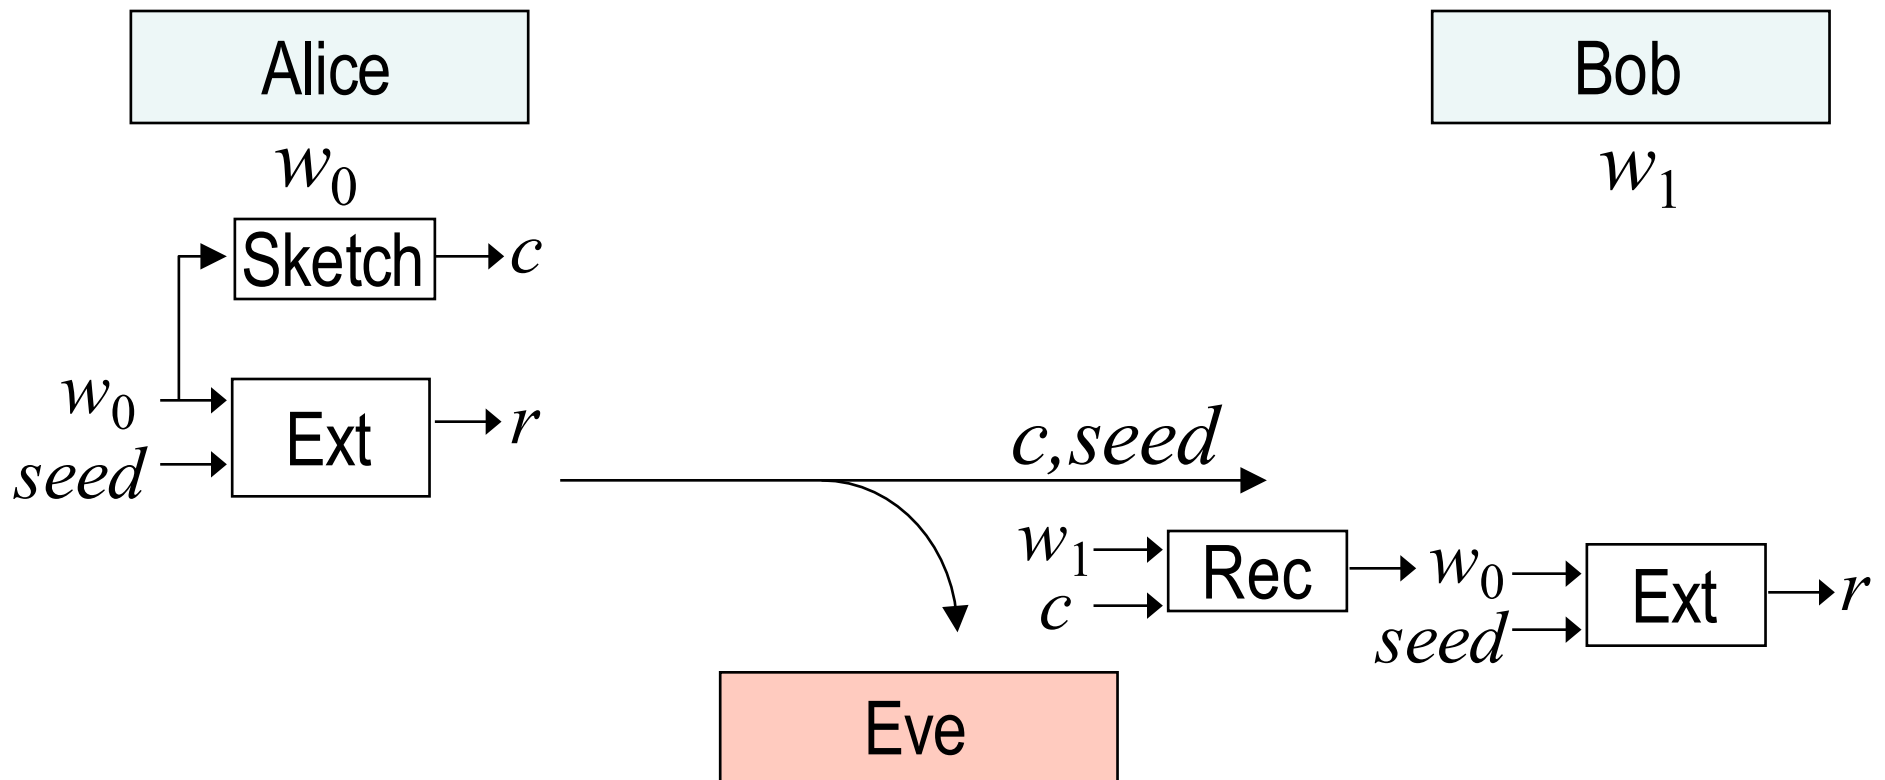 Alice
Bob
w₀
w₁
Sketch
c
w₀
Ext
r
seed
c,seed
w₁
Rec
w₀
c
Ext
r
seed
Eve